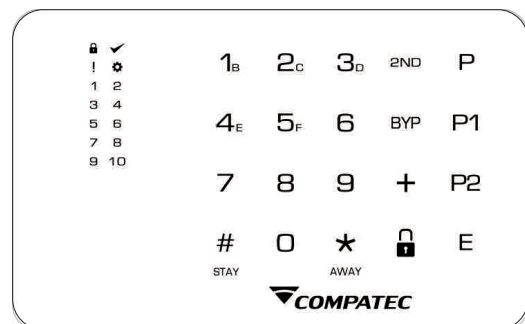 !
1 2
3 4
5 6
7 8
9 10
1B 2C 3D 2ND P
4E 5F 6 BYP P1
7 8 9 + P2
# 0 * E
STAY AWAY
COMPATEC